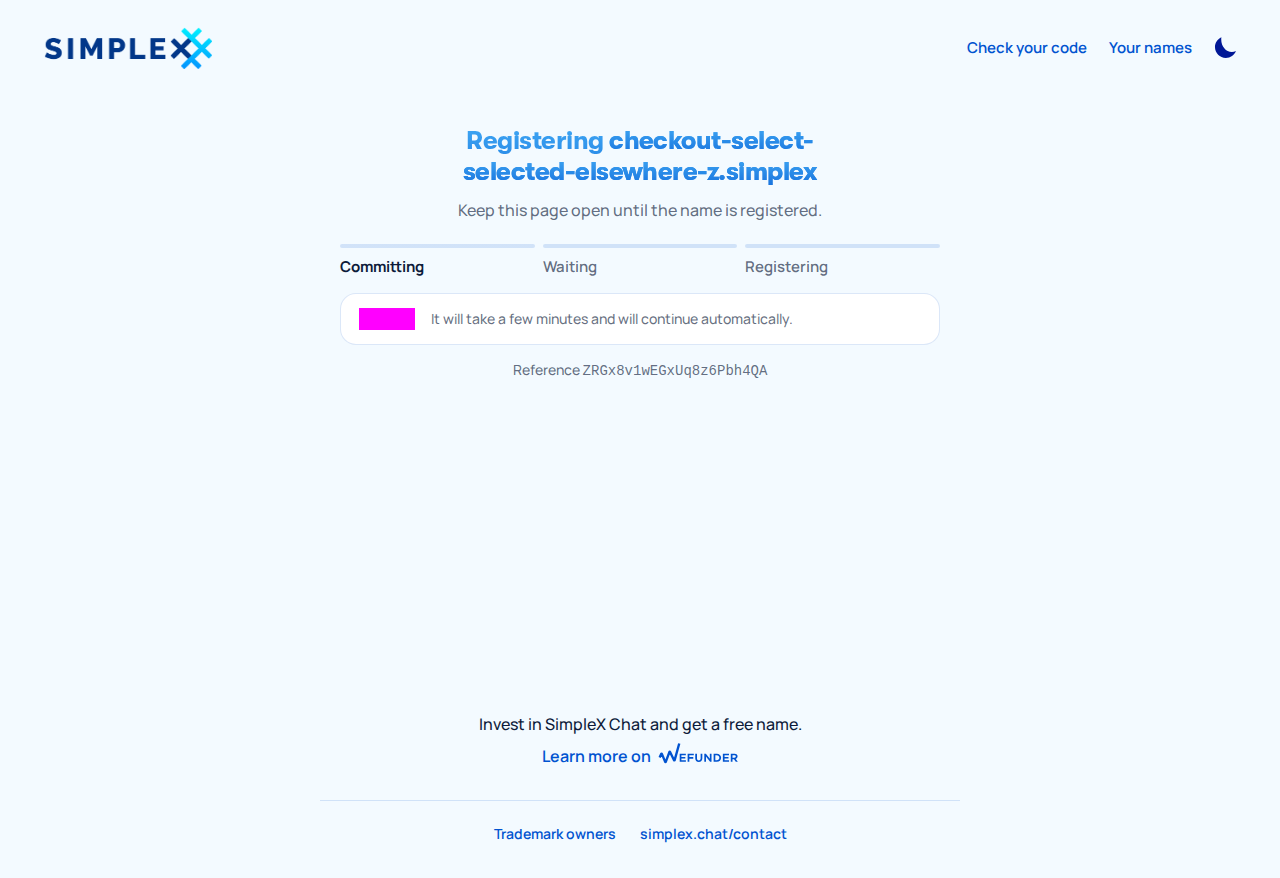 SIMPLEX
Check your code
Your names
Registering checkout-select-
selected-elsewhere-z.simplex
Keep this page open until the name is registered.
Committing
Waiting
Registering
It will take a few minutes and will continue automatically.
Reference ZRGx8v1wEGxUq8z6Pbh4QA
Invest in SimpleX Chat and get a free name.
Learn more on WEFUNDER
Trademark owners
simplex.chat/contact